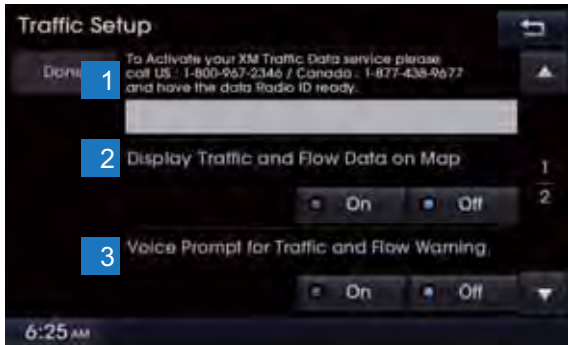 Traffic Setup
Done
1
To Activate your XM Traffic Data service please
call US : 1-800-967-2346 / Canada : 1-877-438-9677
and have the data Radio ID ready.
2 Display Traffic and Flow Data on Map
On Off
1
2
3 Voice Prompt for Traffic and Flow Warning
On Off
6:25 AM